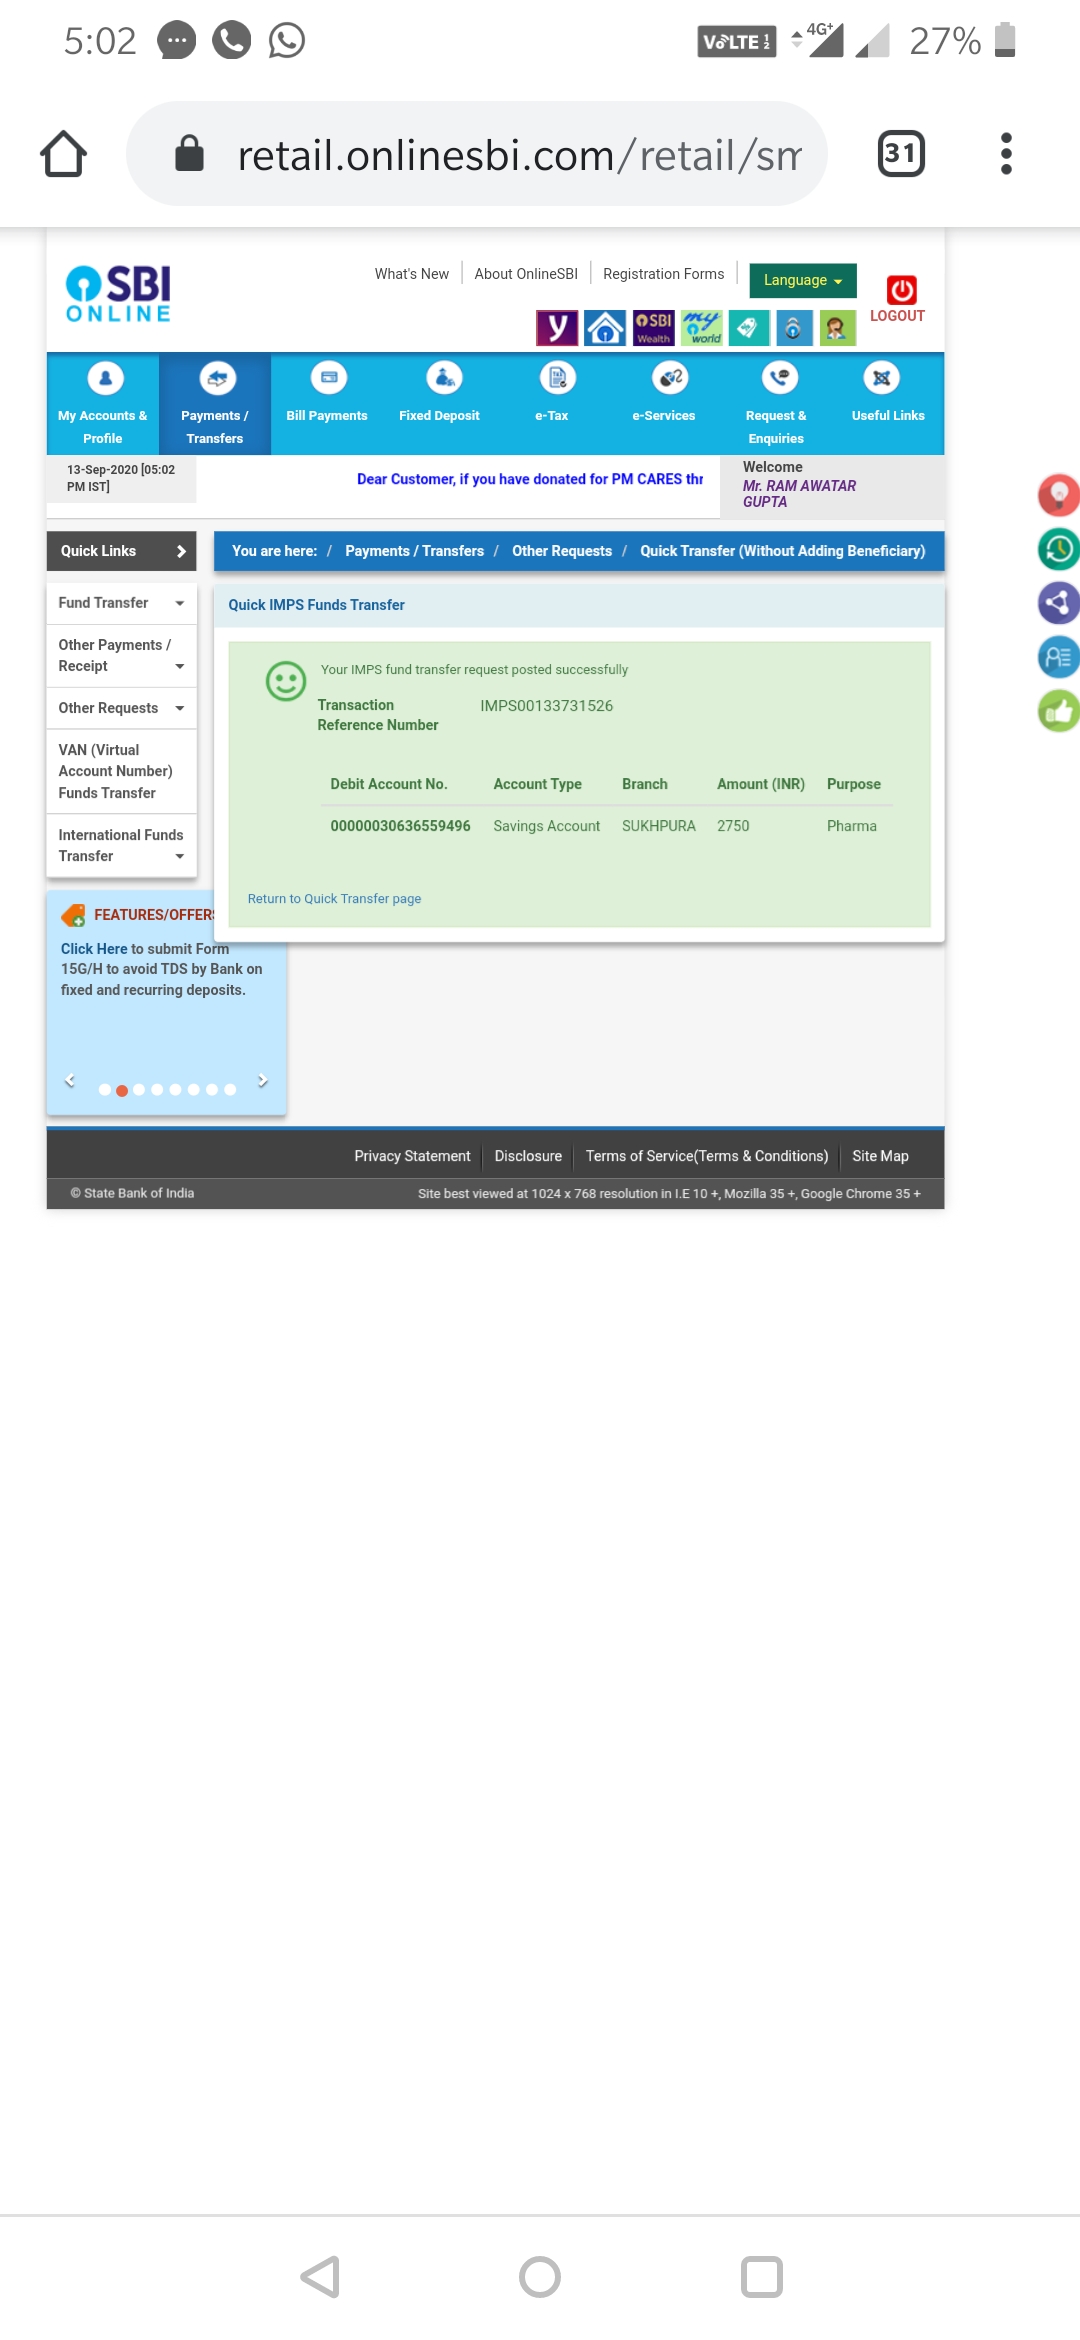 5:02
VoLTE 1 2 4G+ 27%
retail.onlinesbi.com/retail/sm
31
SBI
ONLINE
What's New
About OnlineSBI
Registration Forms
Language
LOGOUT
y
SBI
Wealth
my
world
My Accounts &
Profile
Payments /
Transfers
Bill Payments
Fixed Deposit
e-Tax
e-Services
Request &
Enquiries
Useful Links
13-Sep-2020 [05:02
PM IST]
Dear Customer, if you have donated for PM CARES thr
Welcome
Mr. RAM AWATAR
GUPTA
Quick Links
You are here: / Payments / Transfers / Other Requests / Quick Transfer (Without Adding Beneficiary)
Fund Transfer
Other Payments /
Receipt
Other Requests
VAN (Virtual
Account Number)
Funds Transfer
International Funds
Transfer
Quick IMPS Funds Transfer
Your IMPS fund transfer request posted successfully
Transaction
Reference Number
IMPS00133731526
Debit Account No. Account Type Branch Amount (INR) Purpose
00000030636559496 Savings Account SUKHPURA 2750 Pharma
Return to Quick Transfer page
FEATURES/OFFERS
Click Here to submit Form
15G/H to avoid TDS by Bank on
fixed and recurring deposits.
Privacy Statement
Disclosure
Terms of Service(Terms & Conditions)
Site Map
© State Bank of India
Site best viewed at 1024 x 768 resolution in I.E 10 +, Mozilla 35 +, Google Chrome 35 +